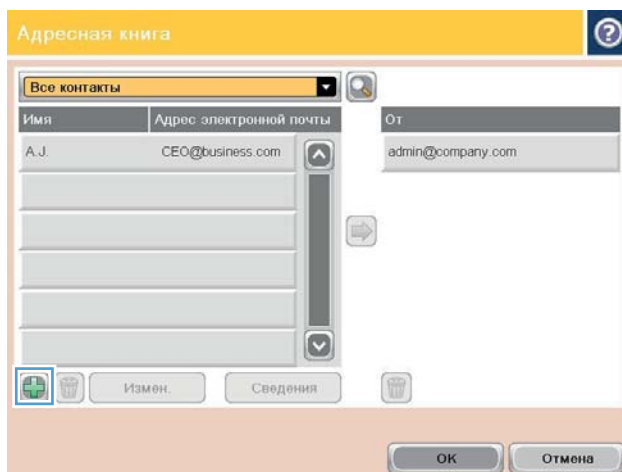 Адресная книга
?
Все контакты
Имя Адрес электронной почты От
A.J. CEO@business.com admin@company.com
Измен. Сведения
OK Отмена